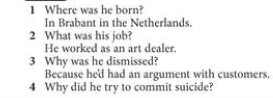 1 Where was he born?
In Brabant in the Netherlands.
2 What was his job?
He worked as an art dealer.
3 Why was he dismissed?
Because he'd had an argument with customers.
4 Why did he try to commit suicide?